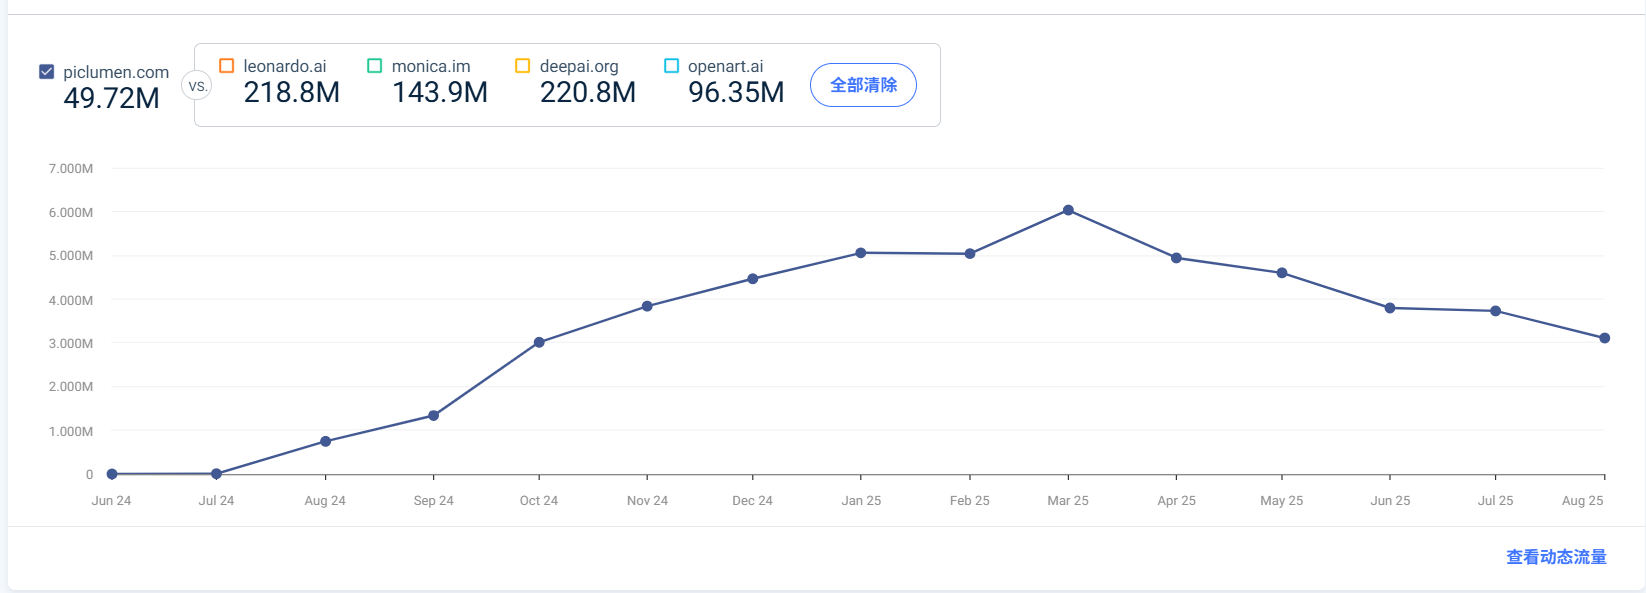 piclumen.com
49.72M
VS.
leonardo.ai
218.8M
monica.im
143.9M
deepai.org
220.8M
openart.ai
96.35M
全部清除
7.000M
6.000M
5.000M
4.000M
3.000M
2.000M
1.000M
0
Jun 24 Jul 24 Aug 24 Sep 24 Oct 24 Nov 24 Dec 24 Jan 25 Feb 25 Mar 25 Apr 25 May 25 Jun 25 Jul 25 Aug 25
查看动态流量